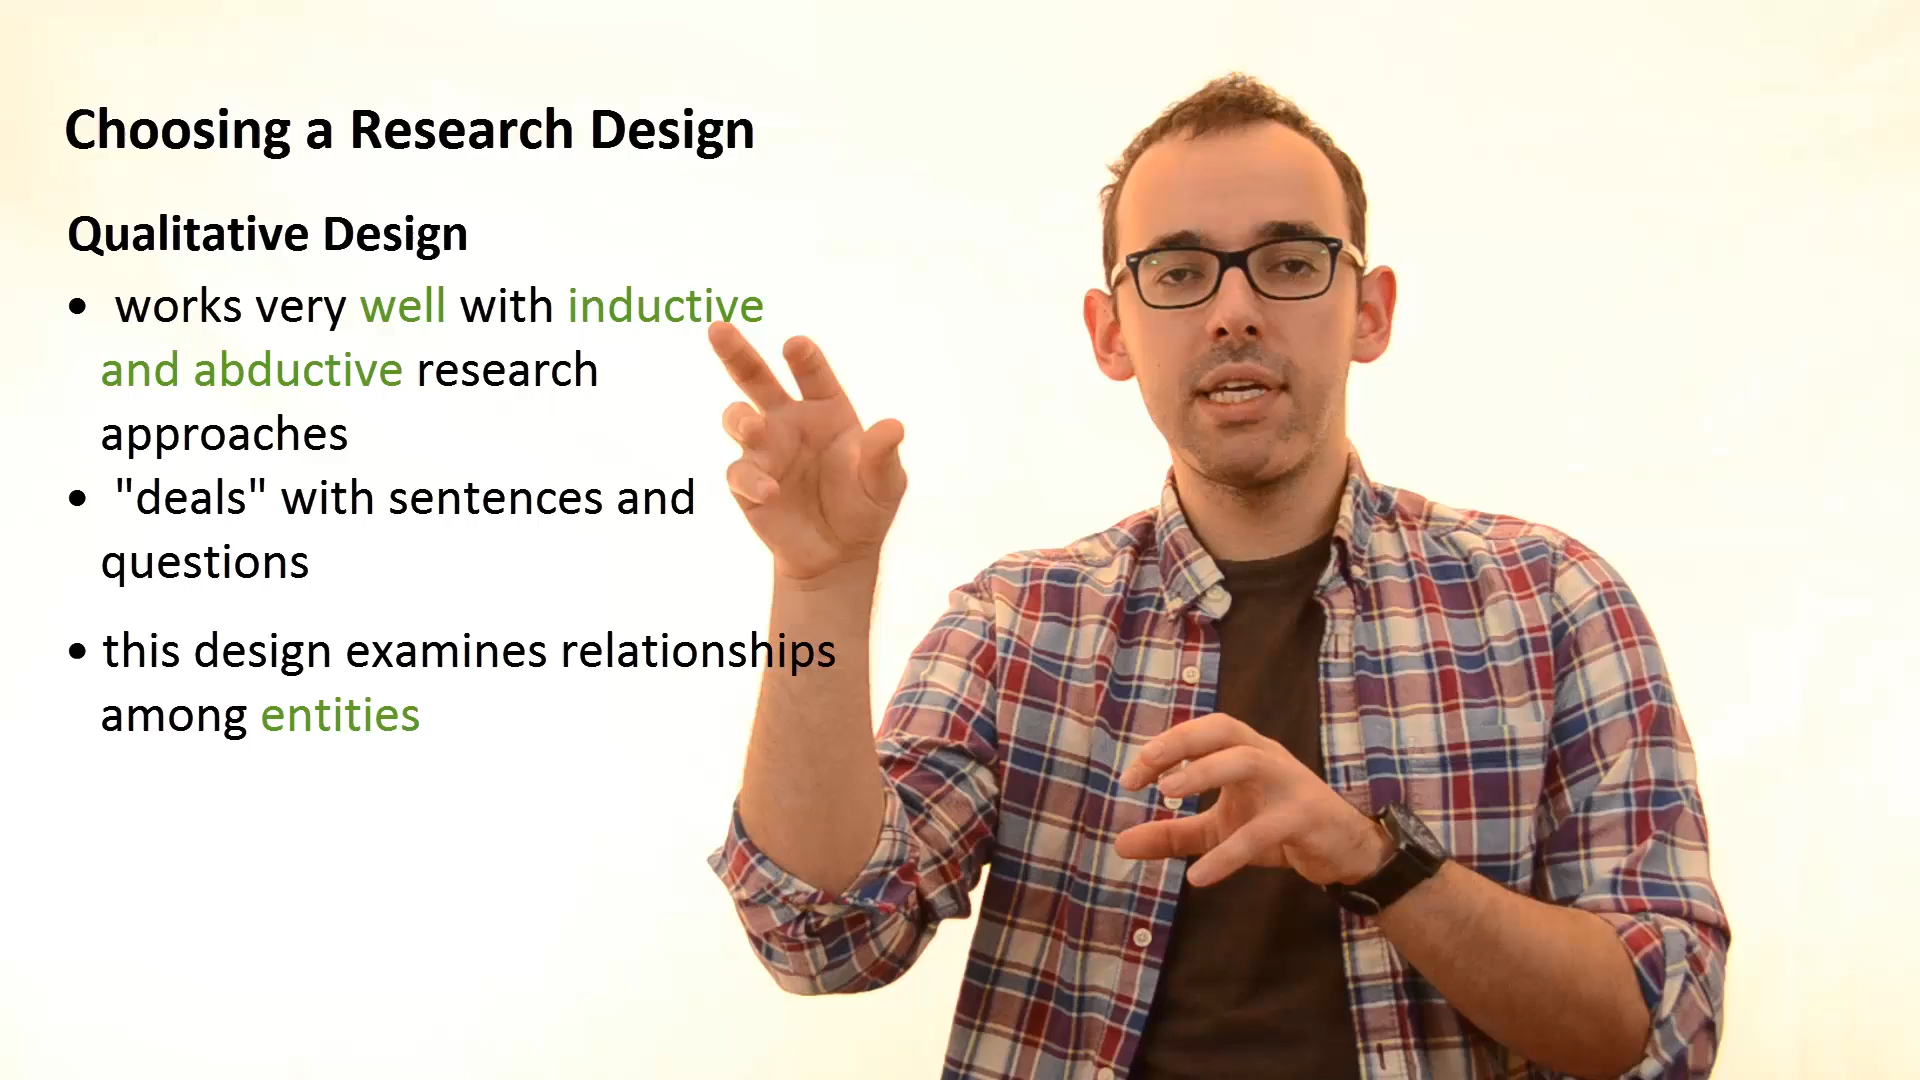 Choosing a Research Design
Qualitative Design
• works very well with inductive
and abductive research
approaches
• "deals" with sentences and
questions
• this design examines relationships
among entities